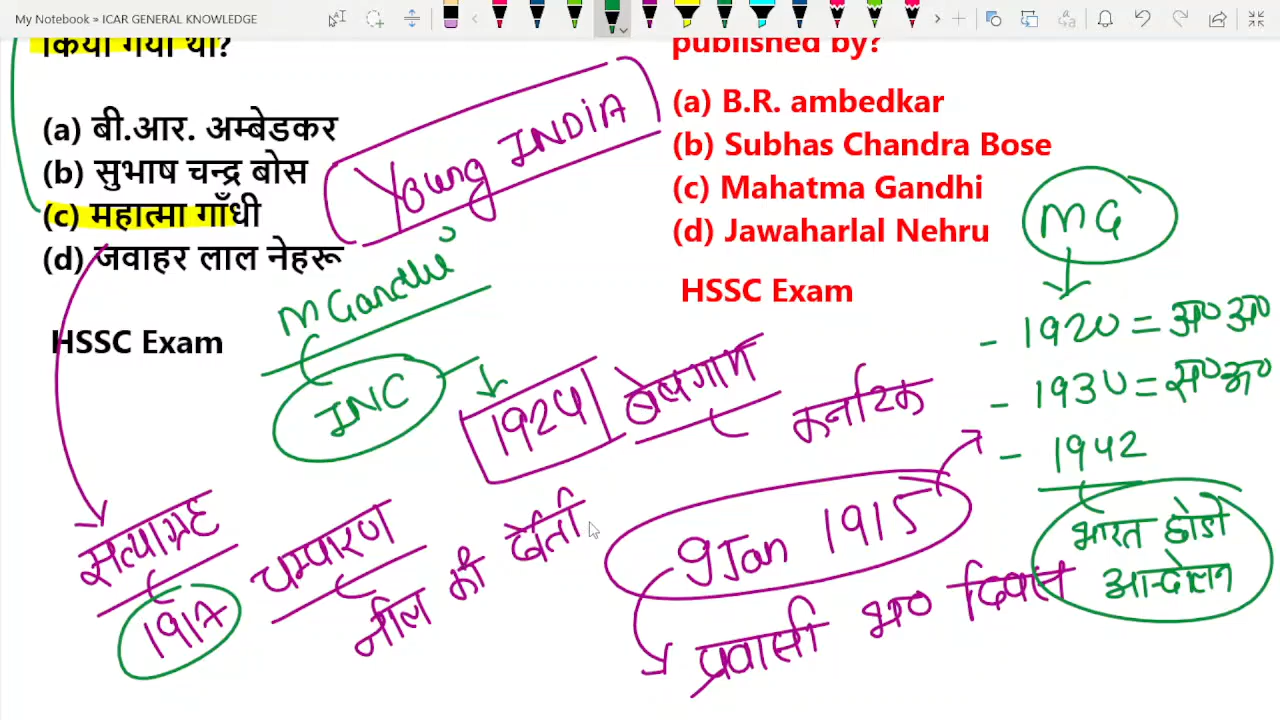 My Notebook » ICAR GENERAL KNOWLEDGE
किया गया था?
(a) बी.आर. अम्बेडकर
(b) सुभाष चन्द्र बोस
(c) महात्मा गाँधी
(d) जवाहर लाल नेहरू
HSSC Exam
published by?
(a) B.R. ambedkar
(b) Subhas Chandra Bose
(c) Mahatma Gandhi
(d) Jawaharlal Nehru
HSSC Exam
Young INDIA
M Gandhi
INC
1924 बेलगाम
कर्नाटक
MG
- 1920 = अ० अ०
- 1930 = स० अ०
- 1942
भारत छोडो
आन्दोलन
सत्याग्रह
1917
चम्पारण
नील की खेती
9 Jan 1915
प्रवासी भा० दिवस